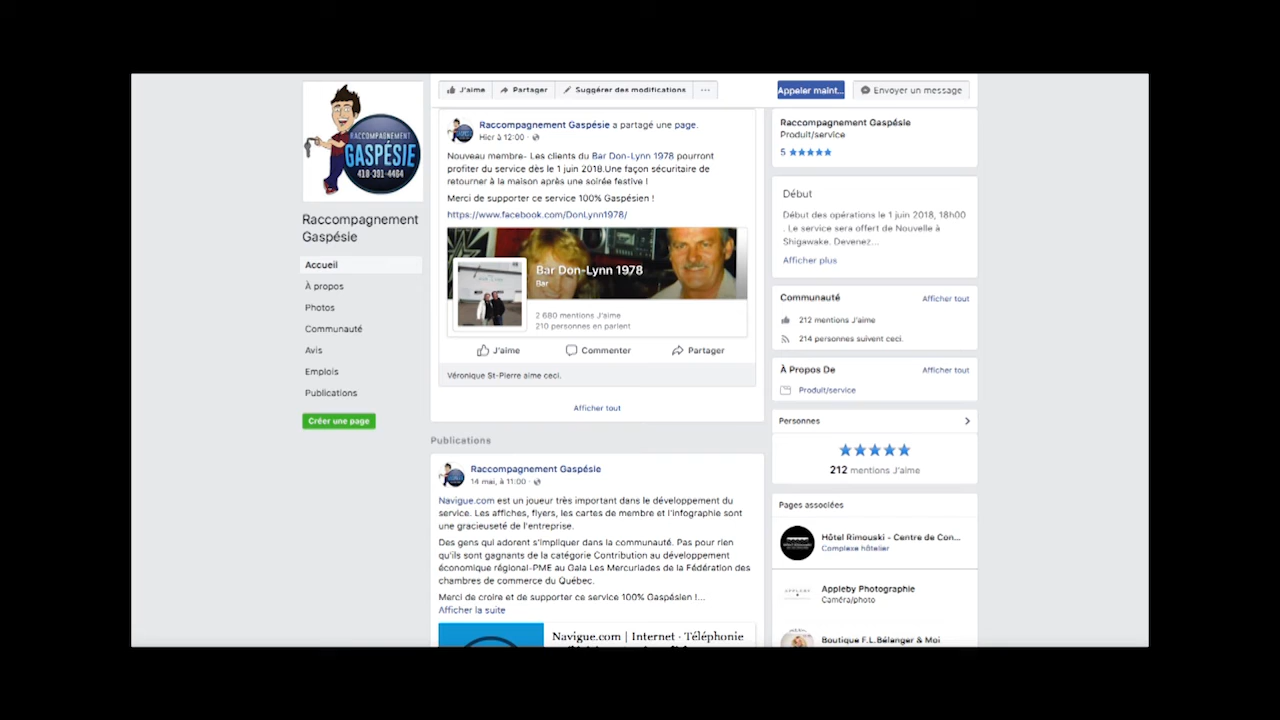 RACCOMPAGNEMENT
GASPÉSIE
418-391-4464
Raccompagnement
Gaspésie
Accueil
À propos
Photos
Communauté
Avis
Emplois
Publications
Créer une page
J'aime
Partager
Suggérer des modifications
...
Appeler maint...
Envoyer un message
Raccompagnement Gaspésie a partagé une page.
Hier à 12:00 ·
Nouveau membre- Les clients du Bar Don-Lynn 1978 pourront
profiter du service dès le 1 juin 2018.Une façon sécuritaire de
retourner à la maison après une soirée festive !
Merci de supporter ce service 100% Gaspésien !
https://www.facebook.com/DonLynn1978/
Bar Don-Lynn 1978
Bar
2 680 mentions J'aime
210 personnes en parlent
J'aime
Commenter
Partager
Véronique St-Pierre aime ceci.
Afficher tout
Publications
Raccompagnement Gaspésie
14 mai, à 11:00 ·
Navigue.com est un joueur très important dans le développement du
service. Les affiches, flyers, les cartes de membre et l'infographie sont
une gracieuseté de l'entreprise.
Des gens qui adorent s'impliquer dans la communauté. Pas pour rien
qu'ils sont gagnants de la catégorie Contribution au développement
économique régional-PME au Gala Les Mercuriades de la Fédération des
chambres de commerce du Québec.
Merci de croire et de supporter ce service 100% Gaspésien !...
Afficher la suite
Navigue.com | Internet · Téléphonie
Raccompagnement Gaspésie
Produit/service
5
Début
Début des opérations le 1 juin 2018, 18h00
. Le service sera offert de Nouvelle à
Shigawake. Devenez...
Afficher plus
Communauté
Afficher tout
212 mentions J'aime
214 personnes suivent ceci.
À Propos De
Afficher tout
Produit/service
Personnes
212 mentions J'aime
Pages associées
Hôtel Rimouski - Centre de Con...
Complexe hôtelier
Appleby Photographie
Caméra/photo
Boutique F.L.Bélanger & Moi